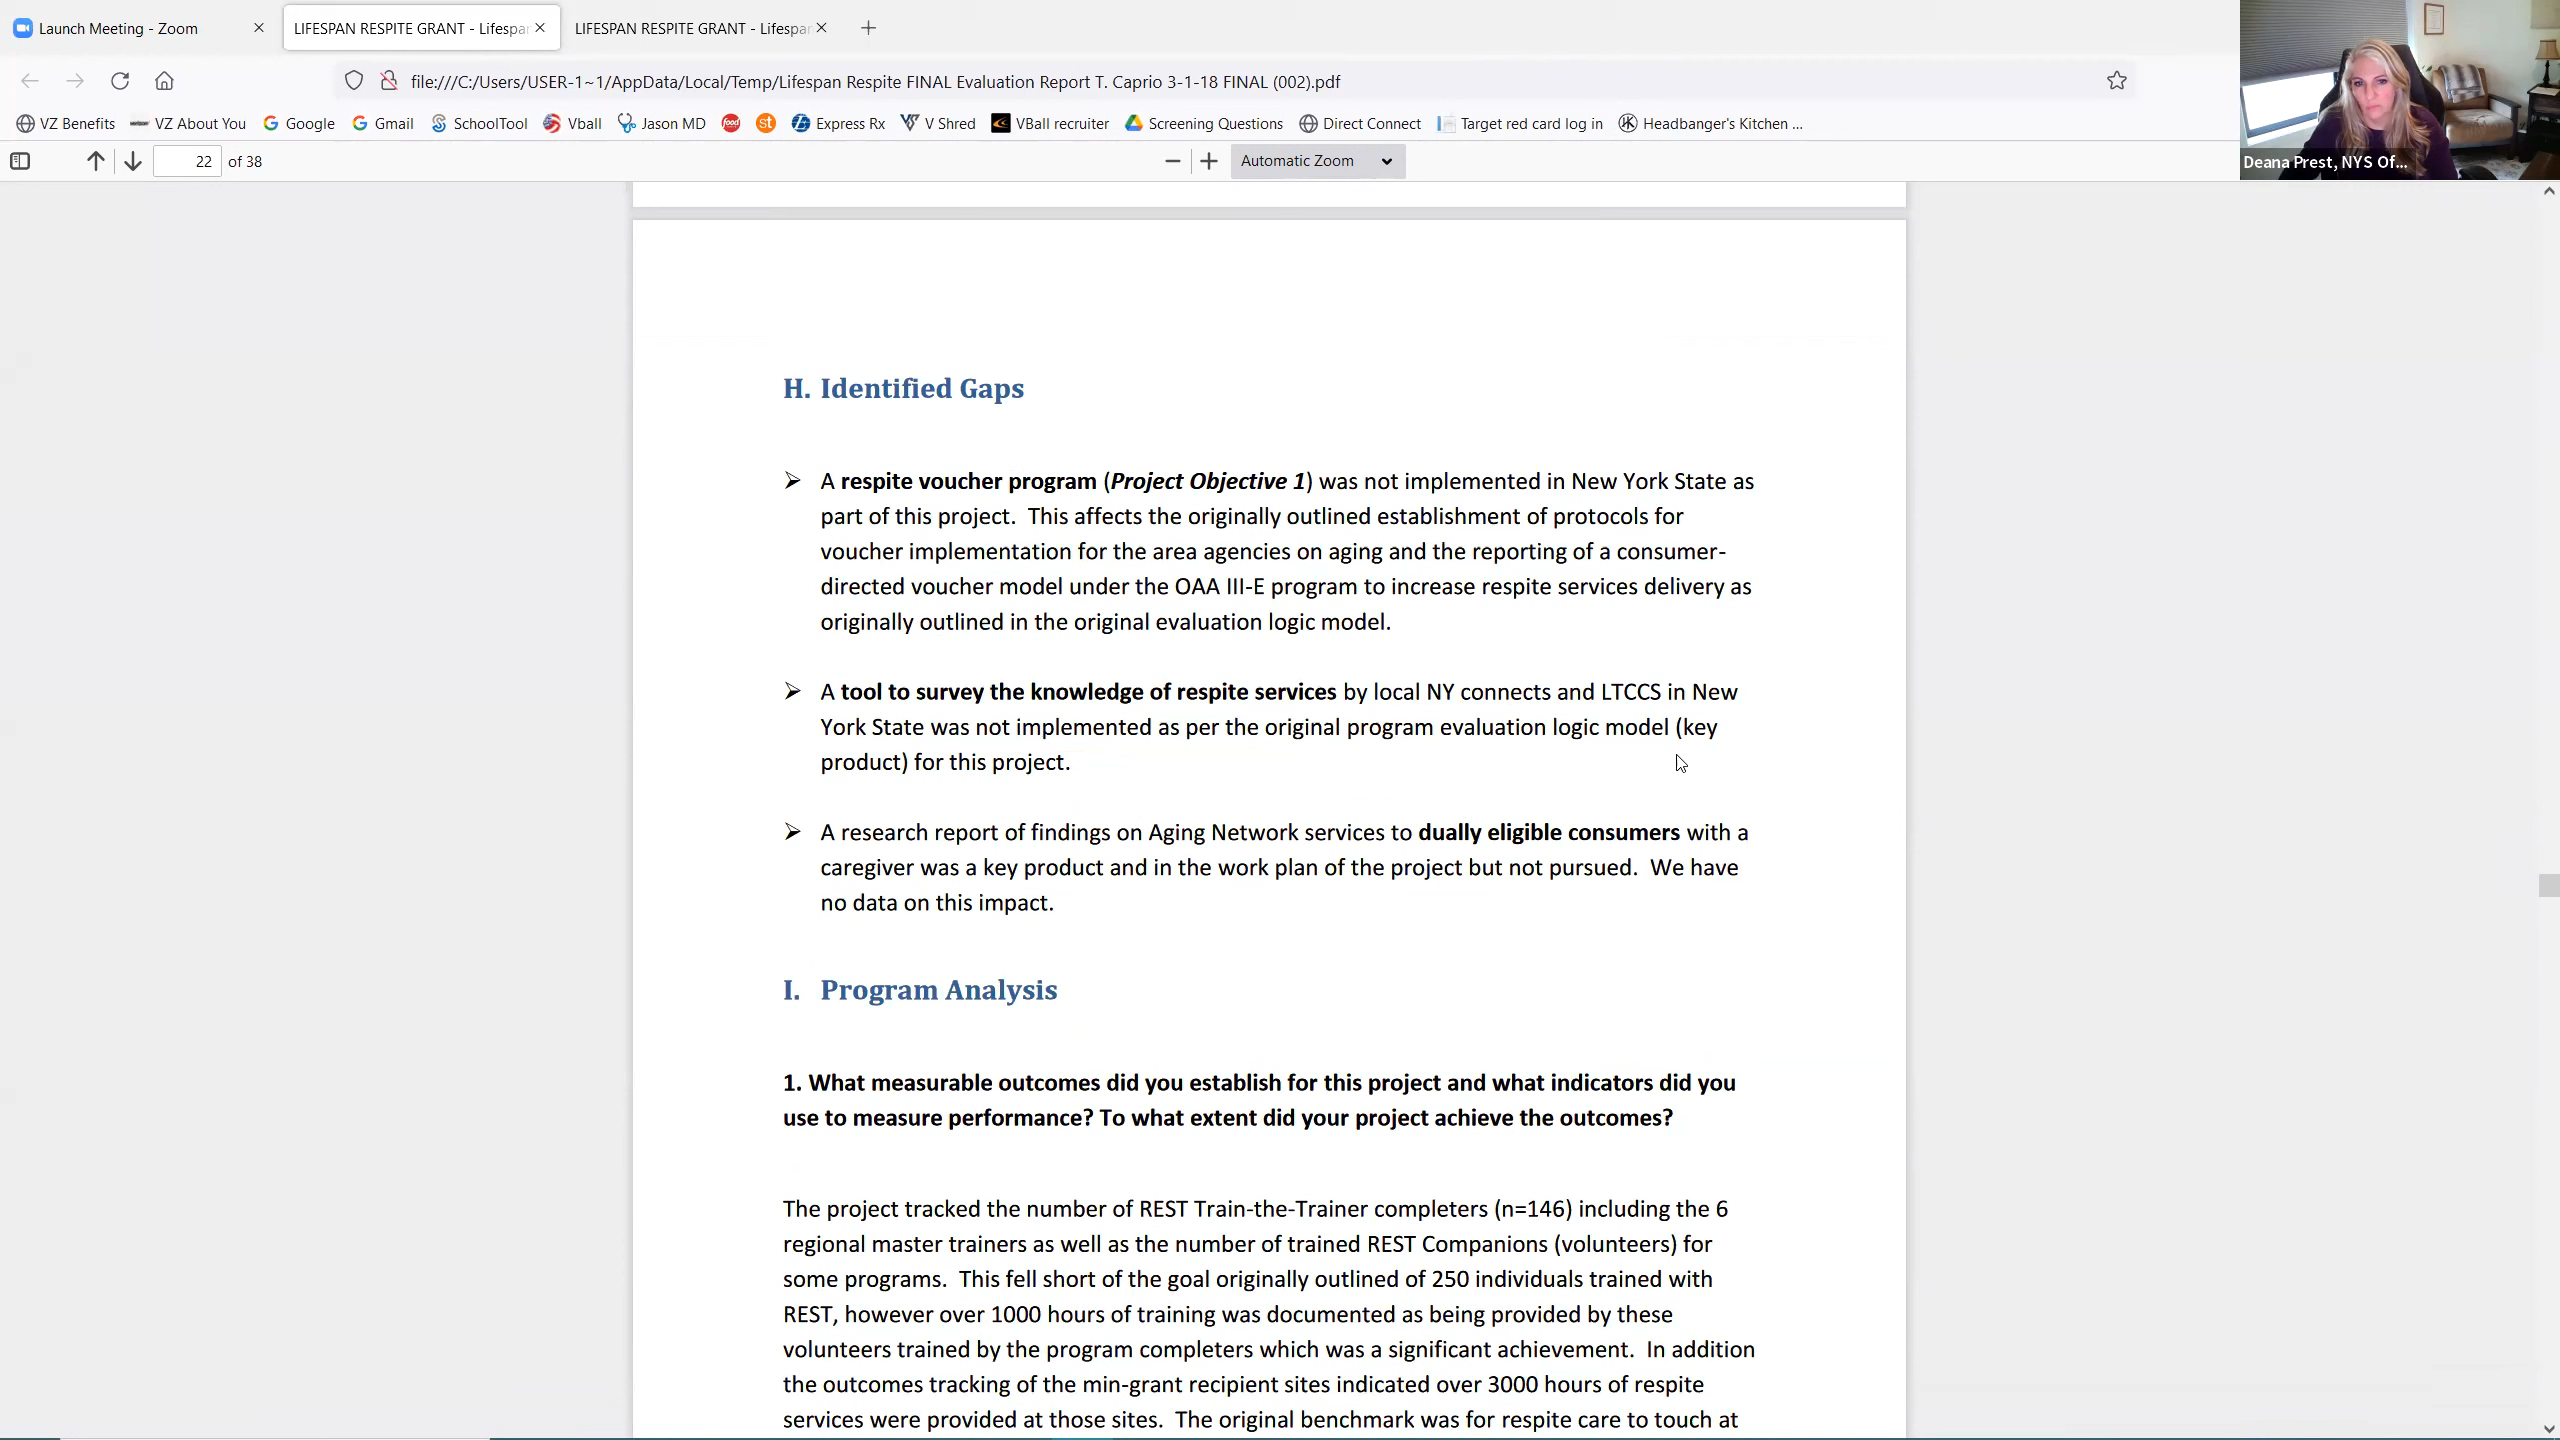 Launch Meeting - Zoom
LIFESPAN RESPITE GRANT - Lifespan
LIFESPAN RESPITE GRANT - Lifespan
file:///C:/Users/USER-1~1/AppData/Local/Temp/Lifespan Respite FINAL Evaluation Report T. Caprio 3-1-18 FINAL (002).pdf
VZ Benefits
VZ About You
Google
Gmail
SchoolTool
Vball
Jason MD
food
st
Express Rx
V Shred
VBall recruiter
Screening Questions
Direct Connect
Target red card log in
Headbanger's Kitchen ...
22 of 38
Automatic Zoom
Deana Prest, NYS Of...
H. Identified Gaps
➢ A respite voucher program (Project Objective 1) was not implemented in New York State as
part of this project. This affects the originally outlined establishment of protocols for
voucher implementation for the area agencies on aging and the reporting of a consumer-
directed voucher model under the OAA III-E program to increase respite services delivery as
originally outlined in the original evaluation logic model.
➢ A tool to survey the knowledge of respite services by local NY connects and LTCCS in New
York State was not implemented as per the original program evaluation logic model (key
product) for this project.
➢ A research report of findings on Aging Network services to dually eligible consumers with a
caregiver was a key product and in the work plan of the project but not pursued. We have
no data on this impact.
I. Program Analysis
1. What measurable outcomes did you establish for this project and what indicators did you
use to measure performance? To what extent did your project achieve the outcomes?
The project tracked the number of REST Train-the-Trainer completers (n=146) including the 6
regional master trainers as well as the number of trained REST Companions (volunteers) for
some programs. This fell short of the goal originally outlined of 250 individuals trained with
REST, however over 1000 hours of training was documented as being provided by these
volunteers trained by the program completers which was a significant achievement. In addition
the outcomes tracking of the min-grant recipient sites indicated over 3000 hours of respite
services were provided at those sites. The original benchmark was for respite care to touch at